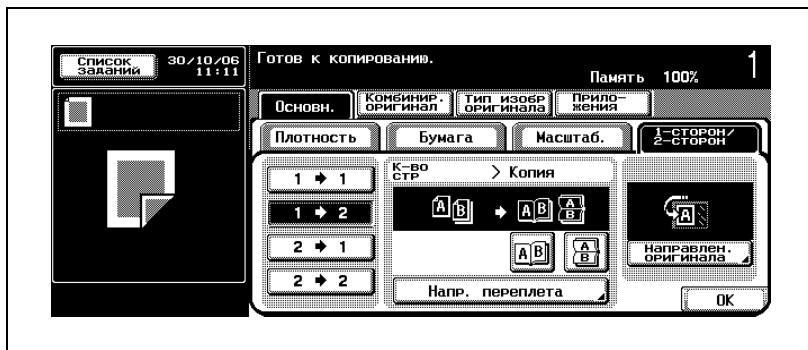 Список заданий
30/10/06
11:11
Готов к копированию.
Память 100%
1
Основн.
Комбинир. оригинал
Тип изобр оригинала
Прило-
жения
Плотность
Бумага
Масштаб.
1-сторон/
2-сторон
1 → 1
1 → 2
2 → 1
2 → 2
К-во стр > Копия
A B → A B A B
A B A B
Напр. переплета
A
Направлен.
оригинала
OK